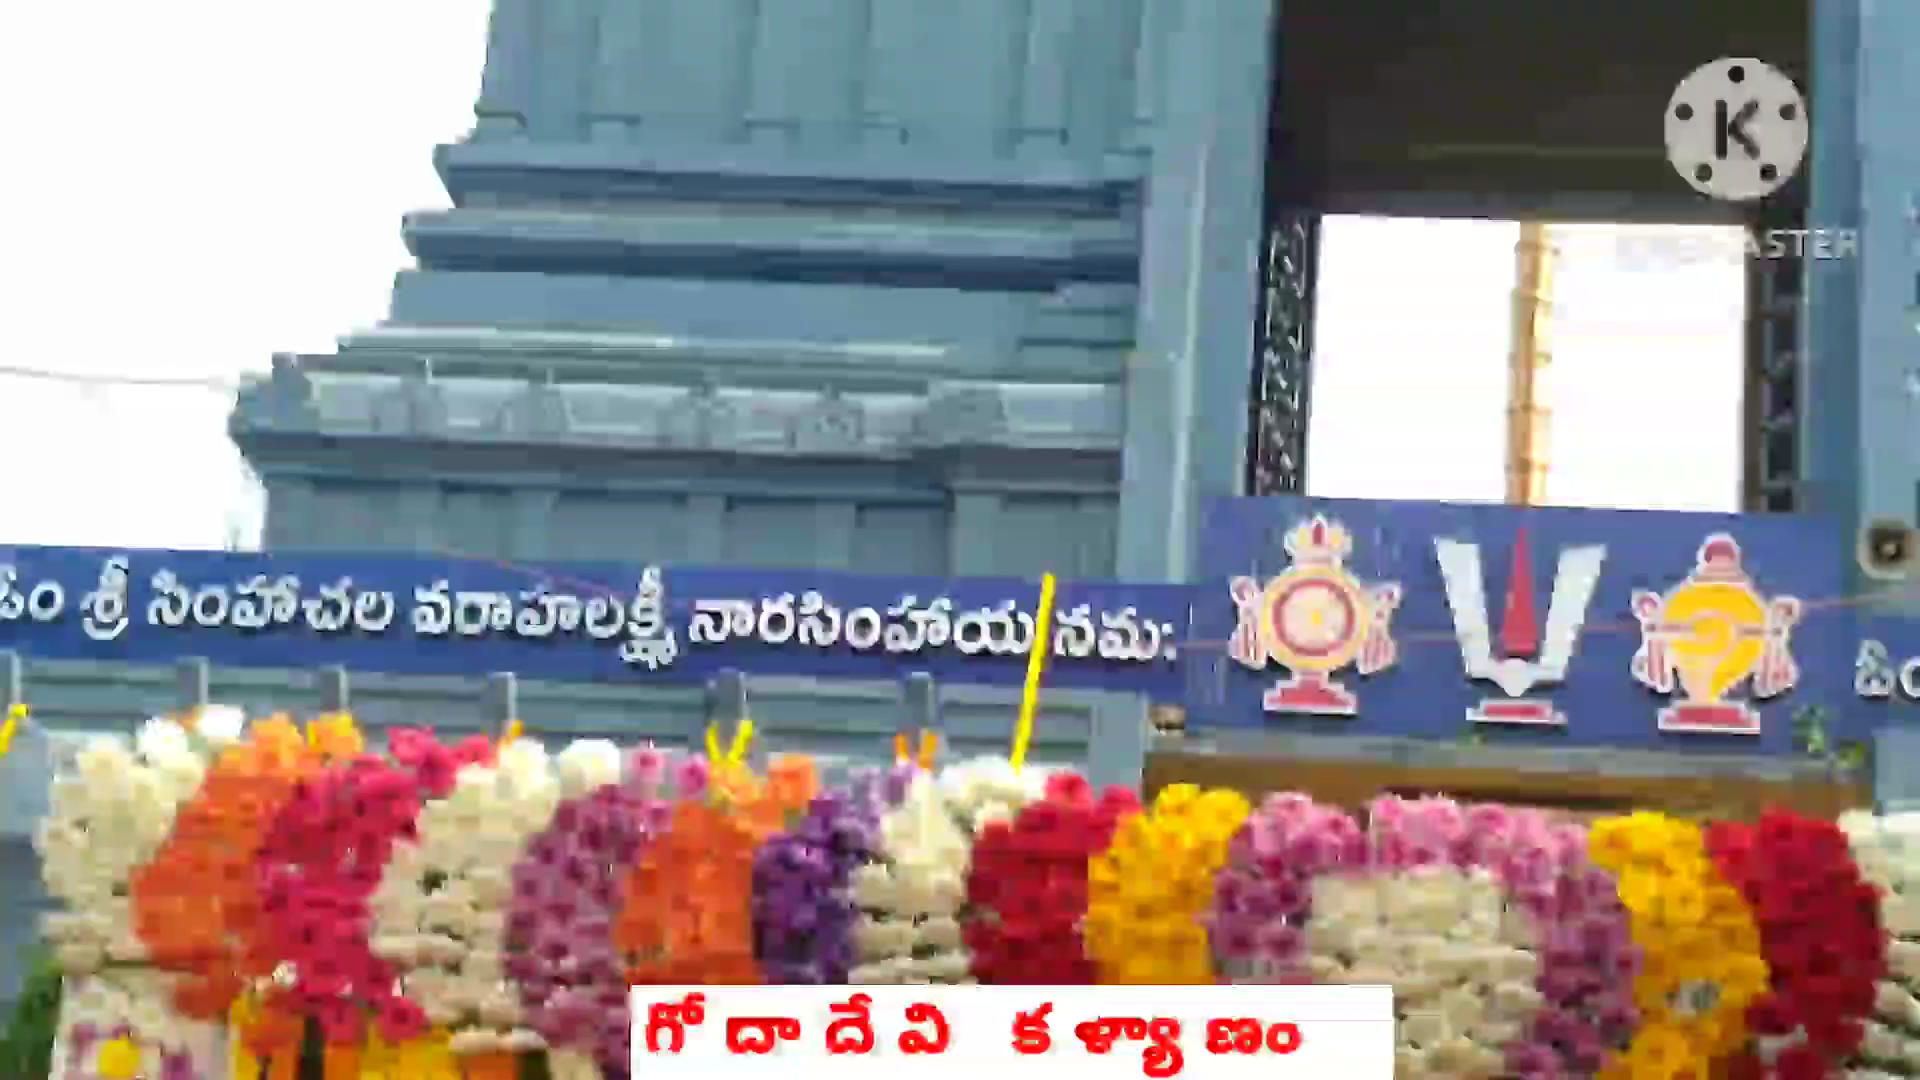 ఓం శ్రీ సింహాచల వరాహలక్ష్మీ నారసింహాయ నమః
ఓం
గోదాదేవి కళ్యాణం
K